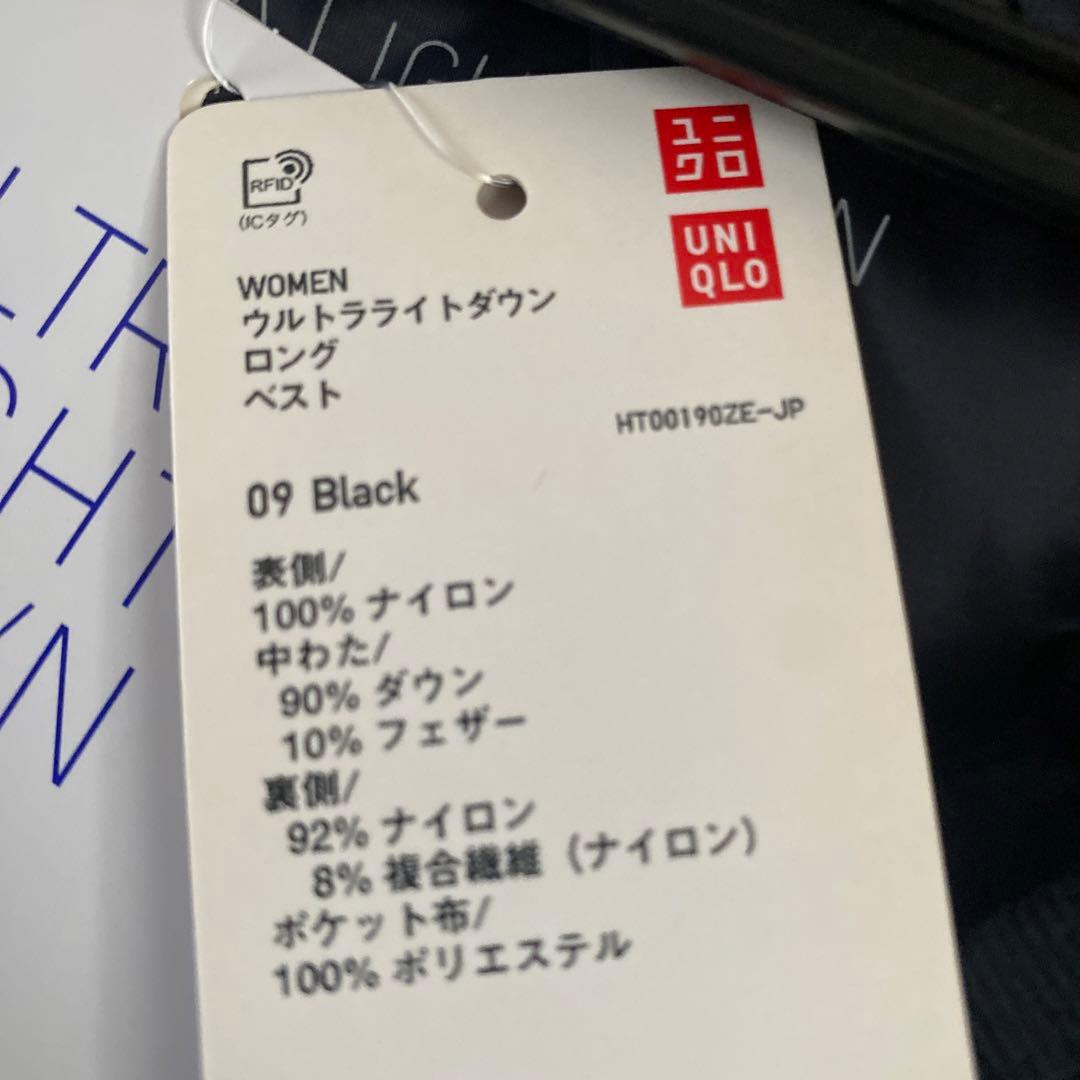 RFID
(ICタグ)
ユニ
クロ
UNI
QLO
WOMEN
ウルトラライトダウン
ロング
ベスト
HT00190ZE-JP
09 Black
表側/
100% ナイロン
中わた/
90% ダウン
10% フェザー
裏側/
92% ナイロン
8% 複合繊維 (ナイロン)
ポケット布/
100% ポリエステル